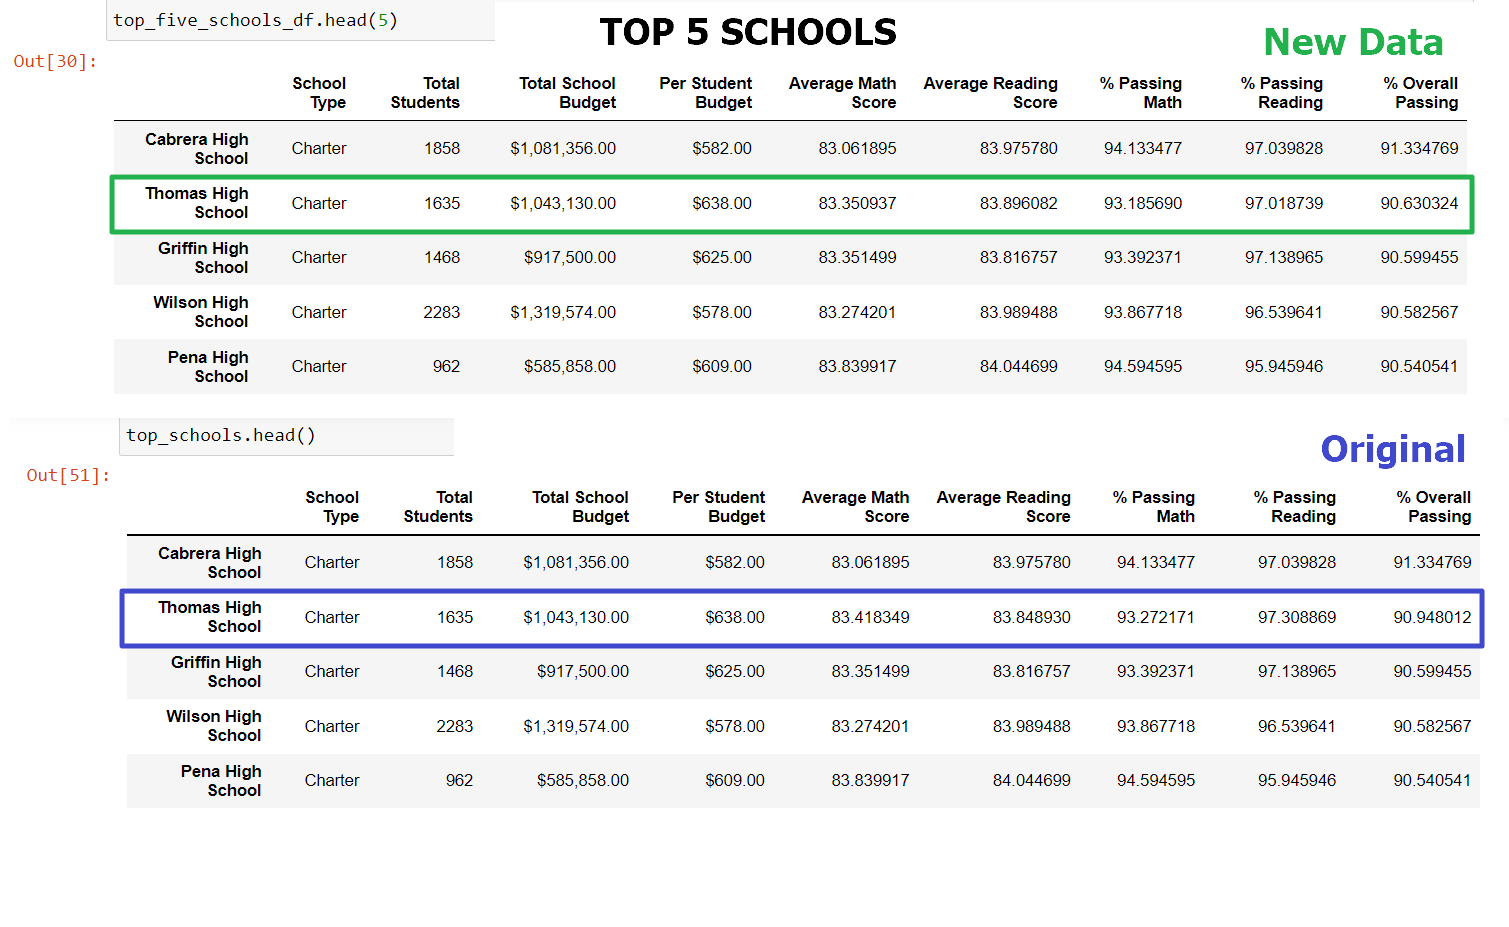 top_five_schools_df.head(5)
TOP 5 SCHOOLS
New Data
Out[30]:
School Type Total Students Total School Budget Per Student Budget Average Math Score Average Reading Score % Passing Math % Passing Reading % Overall Passing
Cabrera High School Charter 1858 $1,081,356.00 $582.00 83.061895 83.975780 94.133477 97.039828 91.334769
Thomas High School Charter 1635 $1,043,130.00 $638.00 83.350937 83.896082 93.185690 97.018739 90.630324
Griffin High School Charter 1468 $917,500.00 $625.00 83.351499 83.816757 93.392371 97.138965 90.599455
Wilson High School Charter 2283 $1,319,574.00 $578.00 83.274201 83.989488 93.867718 96.539641 90.582567
Pena High School Charter 962 $585,858.00 $609.00 83.839917 84.044699 94.594595 95.945946 90.540541
top_schools.head()
Original
Out[51]:
School Type Total Students Total School Budget Per Student Budget Average Math Score Average Reading Score % Passing Math % Passing Reading % Overall Passing
Cabrera High School Charter 1858 $1,081,356.00 $582.00 83.061895 83.975780 94.133477 97.039828 91.334769
Thomas High School Charter 1635 $1,043,130.00 $638.00 83.418349 83.848930 93.272171 97.308869 90.948012
Griffin High School Charter 1468 $917,500.00 $625.00 83.351499 83.816757 93.392371 97.138965 90.599455
Wilson High School Charter 2283 $1,319,574.00 $578.00 83.274201 83.989488 93.867718 96.539641 90.582567
Pena High School Charter 962 $585,858.00 $609.00 83.839917 84.044699 94.594595 95.945946 90.540541